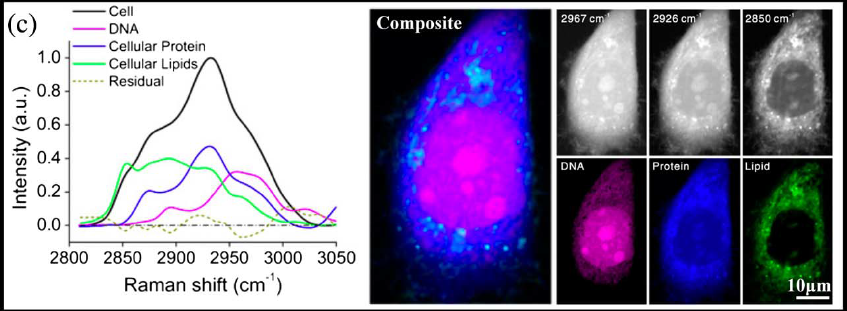 (c)
Cell
DNA
Cellular Protein
Cellular Lipids
Residual
Intensity (a.u.)
1.0
0.8
0.6
0.4
0.2
0.0
2800 2850 2900 2950 3000 3050
Raman shift (cm-1)
Composite
2967 cm-1
2926 cm-1
2850 cm-1
DNA
Protein
Lipid
10μm